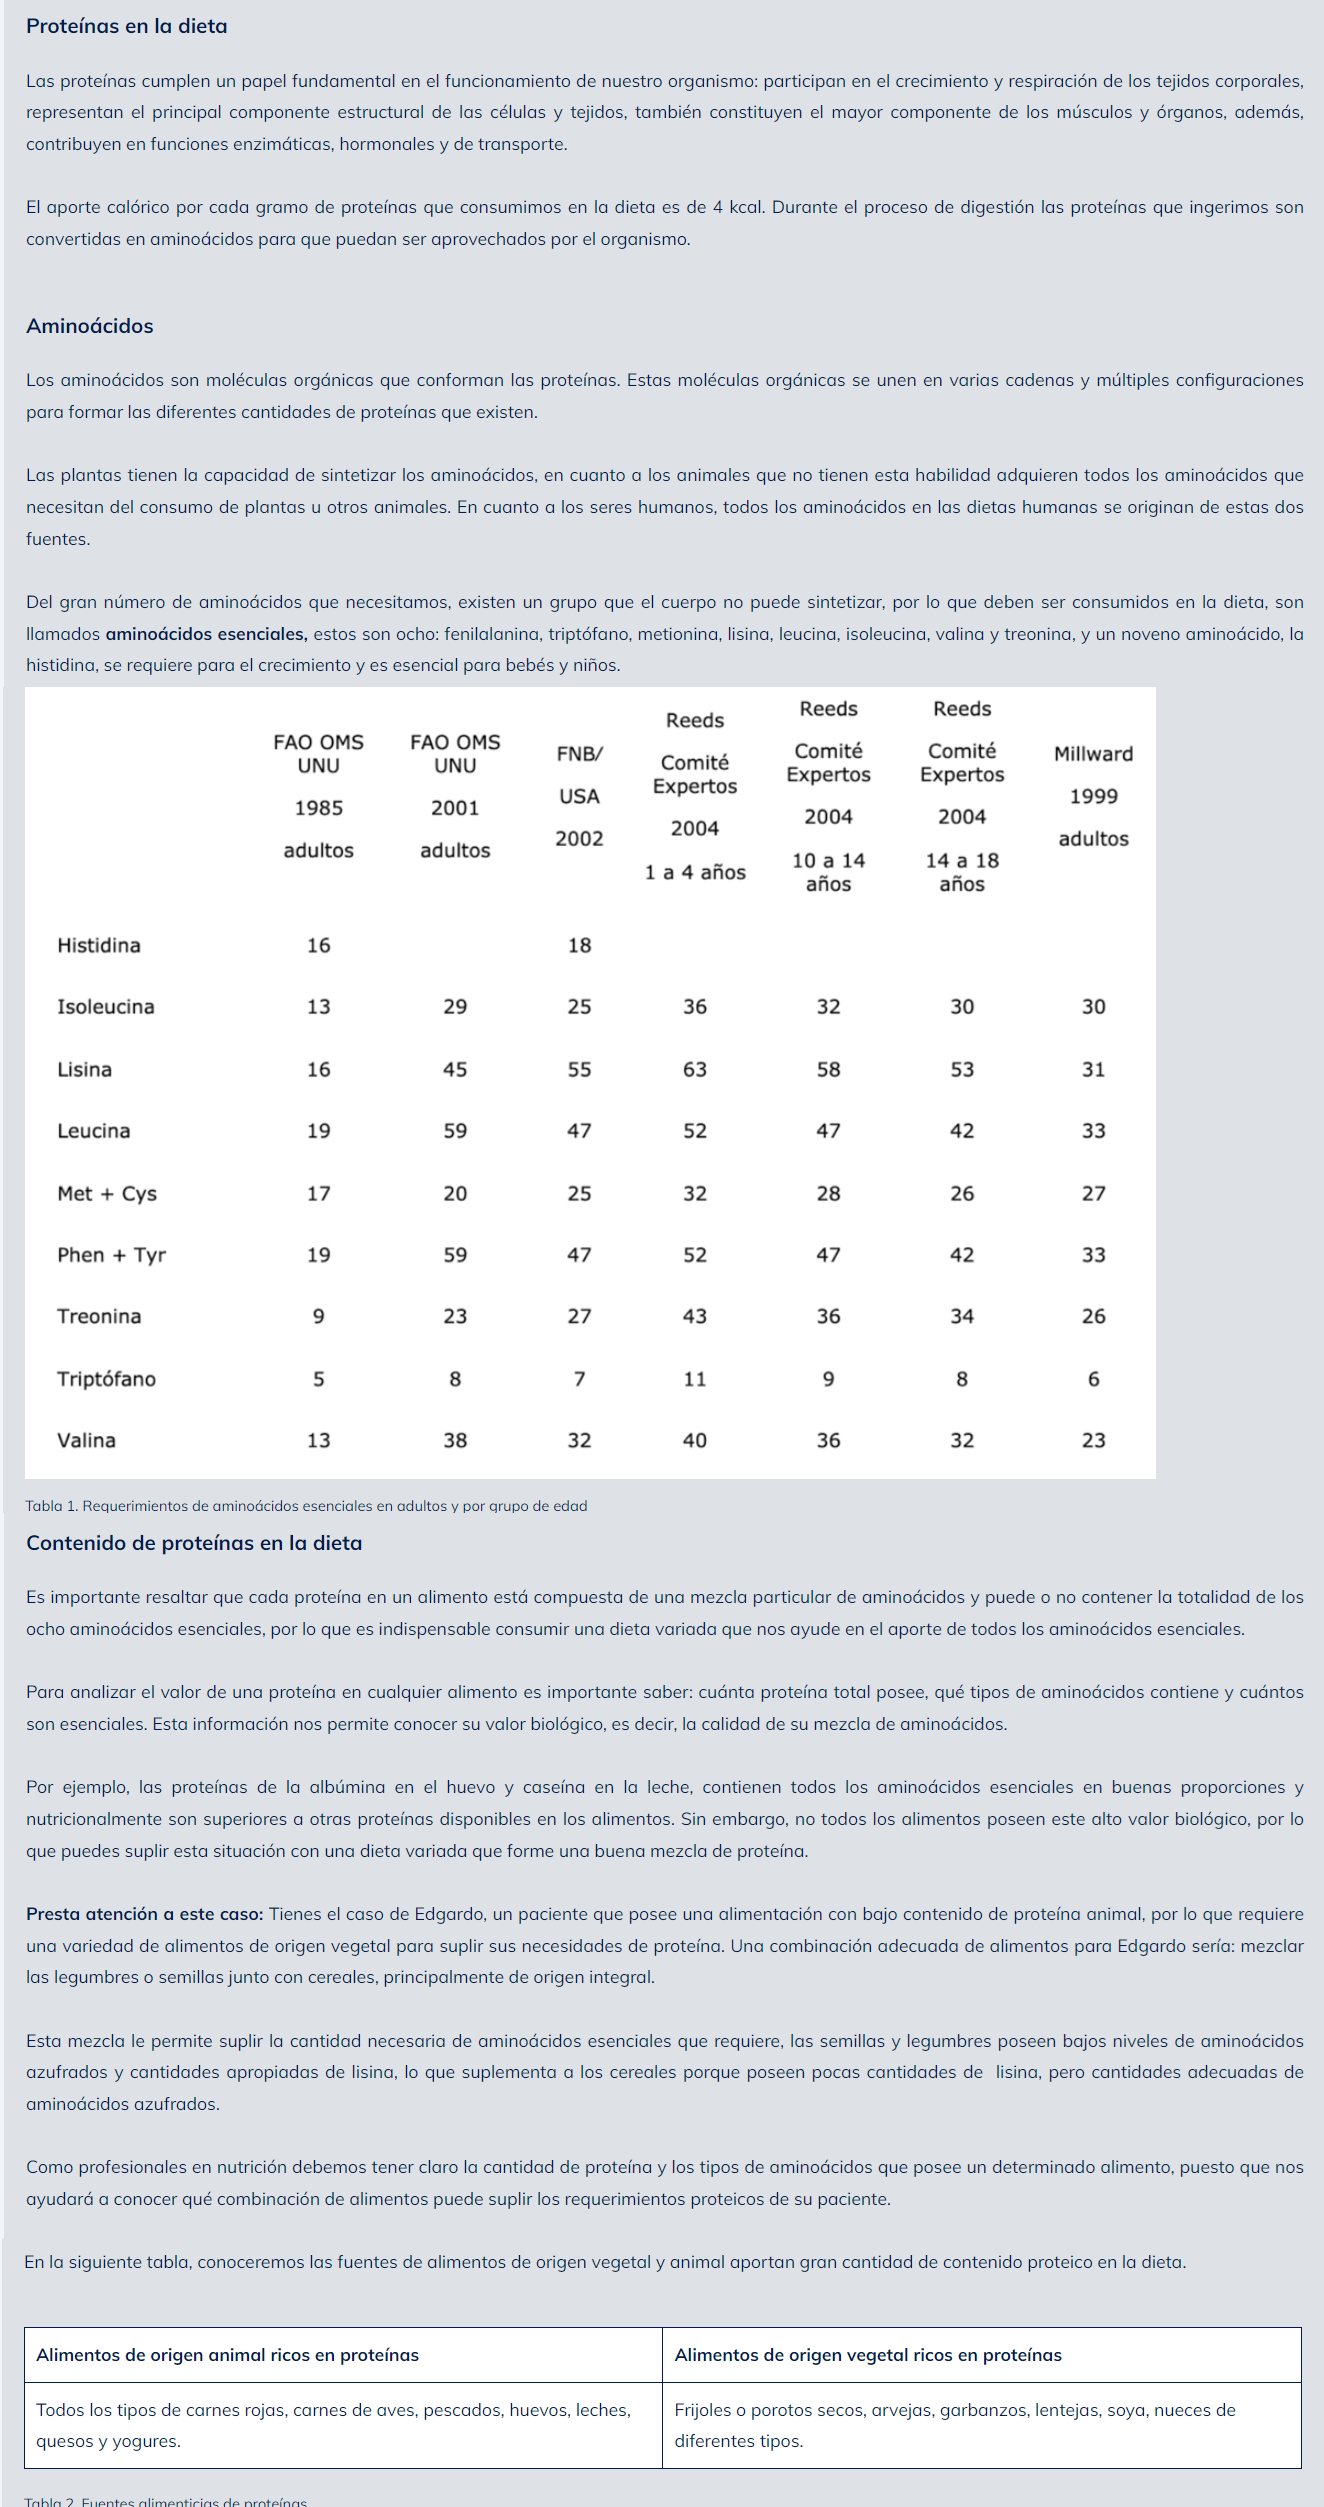 Proteínas en la dieta
Las proteínas cumplen un papel fundamental en el funcionamiento de nuestro organismo: participan en el crecimiento y respiración de los tejidos corporales,
representan el principal componente estructural de las células y tejidos, también constituyen el mayor componente de los músculos y órganos, además,
contribuyen en funciones enzimáticas, hormonales y de transporte.
El aporte calórico por cada gramo de proteínas que consumimos en la dieta es de 4 kcal. Durante el proceso de digestión las proteínas que ingerimos son
convertidas en aminoácidos para que puedan ser aprovechados por el organismo.
Aminoácidos
Los aminoácidos son moléculas orgánicas que conforman las proteínas. Estas moléculas orgánicas se unen en varias cadenas y múltiples configuraciones
para formar las diferentes cantidades de proteínas que existen.
Las plantas tienen la capacidad de sintetizar los aminoácidos, en cuanto a los animales que no tienen esta habilidad adquieren todos los aminoácidos que
necesitan del consumo de plantas u otros animales. En cuanto a los seres humanos, todos los aminoácidos en las dietas humanas se originan de estas dos
fuentes.
Del gran número de aminoácidos que necesitamos, existen un grupo que el cuerpo no puede sintetizar, por lo que deben ser consumidos en la dieta, son
llamados aminoácidos esenciales, estos son ocho: fenilalanina, triptófano, metionina, lisina, leucina, isoleucina, valina y treonina, y un noveno aminoácido, la
histidina, se requiere para el crecimiento y es esencial para bebés y niños.
FAO OMS UNU 1985 adultos
FAO OMS UNU 2001 adultos
FNB/ USA 2002
Reeds Comité Expertos 2004 1 a 4 años
Reeds Comité Expertos 2004 10 a 14 años
Reeds Comité Expertos 2004 14 a 18 años
Millward 1999 adultos
Histidina 16 18
Isoleucina 13 29 25 36 32 30 30
Lisina 16 45 55 63 58 53 31
Leucina 19 59 47 52 47 42 33
Met + Cys 17 20 25 32 28 26 27
Phen + Tyr 19 59 47 52 47 42 33
Treonina 9 23 27 43 36 34 26
Triptófano 5 8 7 11 9 8 6
Valina 13 38 32 40 36 32 23
Tabla 1. Requerimientos de aminoácidos esenciales en adultos y por grupo de edad
Contenido de proteínas en la dieta
Es importante resaltar que cada proteína en un alimento está compuesta de una mezcla particular de aminoácidos y puede o no contener la totalidad de los
ocho aminoácidos esenciales, por lo que es indispensable consumir una dieta variada que nos ayude en el aporte de todos los aminoácidos esenciales.
Para analizar el valor de una proteína en cualquier alimento es importante saber: cuánta proteína total posee, qué tipos de aminoácidos contiene y cuántos
son esenciales. Esta información nos permite conocer su valor biológico, es decir, la calidad de su mezcla de aminoácidos.
Por ejemplo, las proteínas de la albúmina en el huevo y caseína en la leche, contienen todos los aminoácidos esenciales en buenas proporciones y
nutricionalmente son superiores a otras proteínas disponibles en los alimentos. Sin embargo, no todos los alimentos poseen este alto valor biológico, por lo
que puedes suplir esta situación con una dieta variada que forme una buena mezcla de proteína.
Presta atención a este caso: Tienes el caso de Edgardo, un paciente que posee una alimentación con bajo contenido de proteína animal, por lo que requiere
una variedad de alimentos de origen vegetal para suplir sus necesidades de proteína. Una combinación adecuada de alimentos para Edgardo sería: mezclar
las legumbres o semillas junto con cereales, principalmente de origen integral.
Esta mezcla le permite suplir la cantidad necesaria de aminoácidos esenciales que requiere, las semillas y legumbres poseen bajos niveles de aminoácidos
azufrados y cantidades apropiadas de lisina, lo que suplementa a los cereales porque poseen pocas cantidades de lisina, pero cantidades adecuadas de
aminoácidos azufrados.
Como profesionales en nutrición debemos tener claro la cantidad de proteína y los tipos de aminoácidos que posee un determinado alimento, puesto que nos
ayudará a conocer qué combinación de alimentos puede suplir los requerimientos proteicos de su paciente.
En la siguiente tabla, conoceremos las fuentes de alimentos de origen vegetal y animal aportan gran cantidad de contenido proteico en la dieta.
Alimentos de origen animal ricos en proteínas
Todos los tipos de carnes rojas, carnes de aves, pescados, huevos, leches,
quesos y yogures.
Alimentos de origen vegetal ricos en proteínas
Frijoles o porotos secos, arvejas, garbanzos, lentejas, soya, nueces de
diferentes tipos.
Tabla 2. Fuentes alimenticias de proteínas